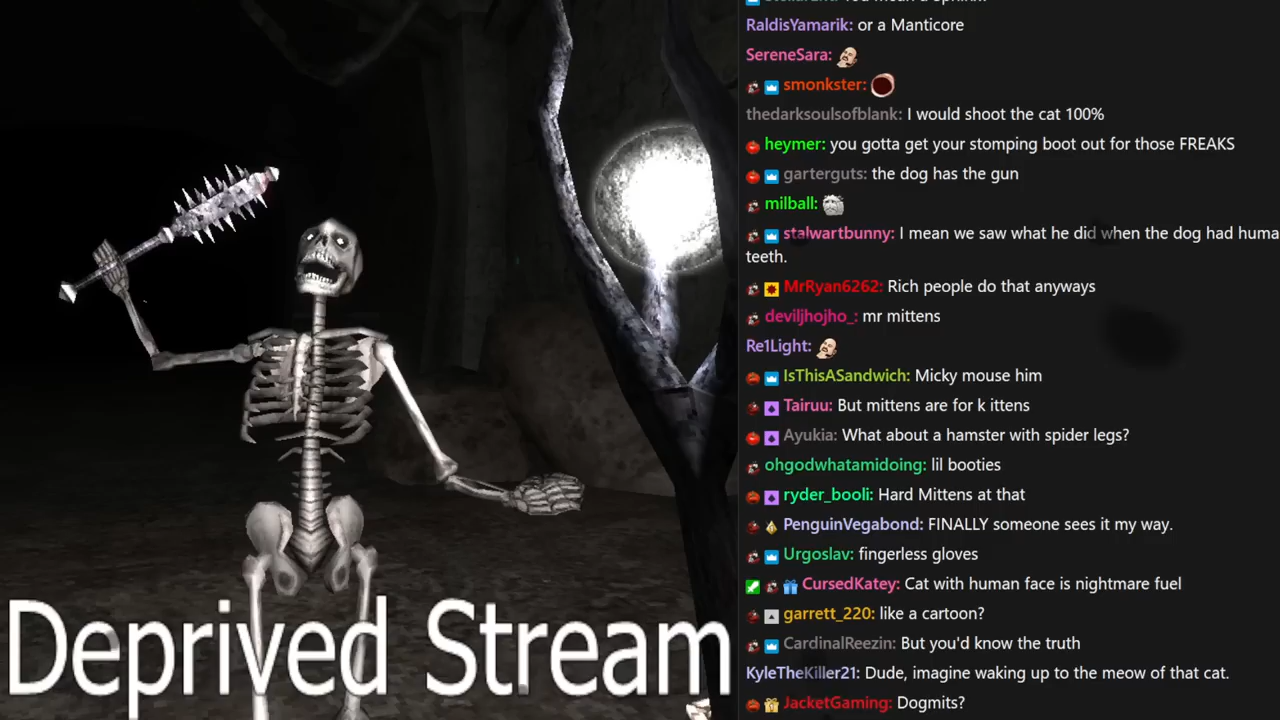 RaldisYamarik: or a Manticore
SereneSara:
smonkster:
thedarksoulsofblank: I would shoot the cat 100%
heymer: you gotta get your stomping boot out for those FREAKS
garterguts: the dog has the gun
milball:
stalwartbunny: I mean we saw what he did when the dog had huma
teeth.
MrRyan6262: Rich people do that anyways
deviljhojho_: mr mittens
Re1Light:
IsThisASandwich: Micky mouse him
Tairuu: But mittens are for k ittens
Ayukia: What about a hamster with spider legs?
ohgodwhatamidoing: lil booties
ryder_booli: Hard Mittens at that
PenguinVegabond: FINALLY someone sees it my way.
Urgoslav: fingerless gloves
CursedKatey: Cat with human face is nightmare fuel
garrett_220: like a cartoon?
CardinalReezin: But you'd know the truth
KyleTheKiller21: Dude, imagine waking up to the meow of that cat.
JacketGaming: Dogmits?
Deprived Stream